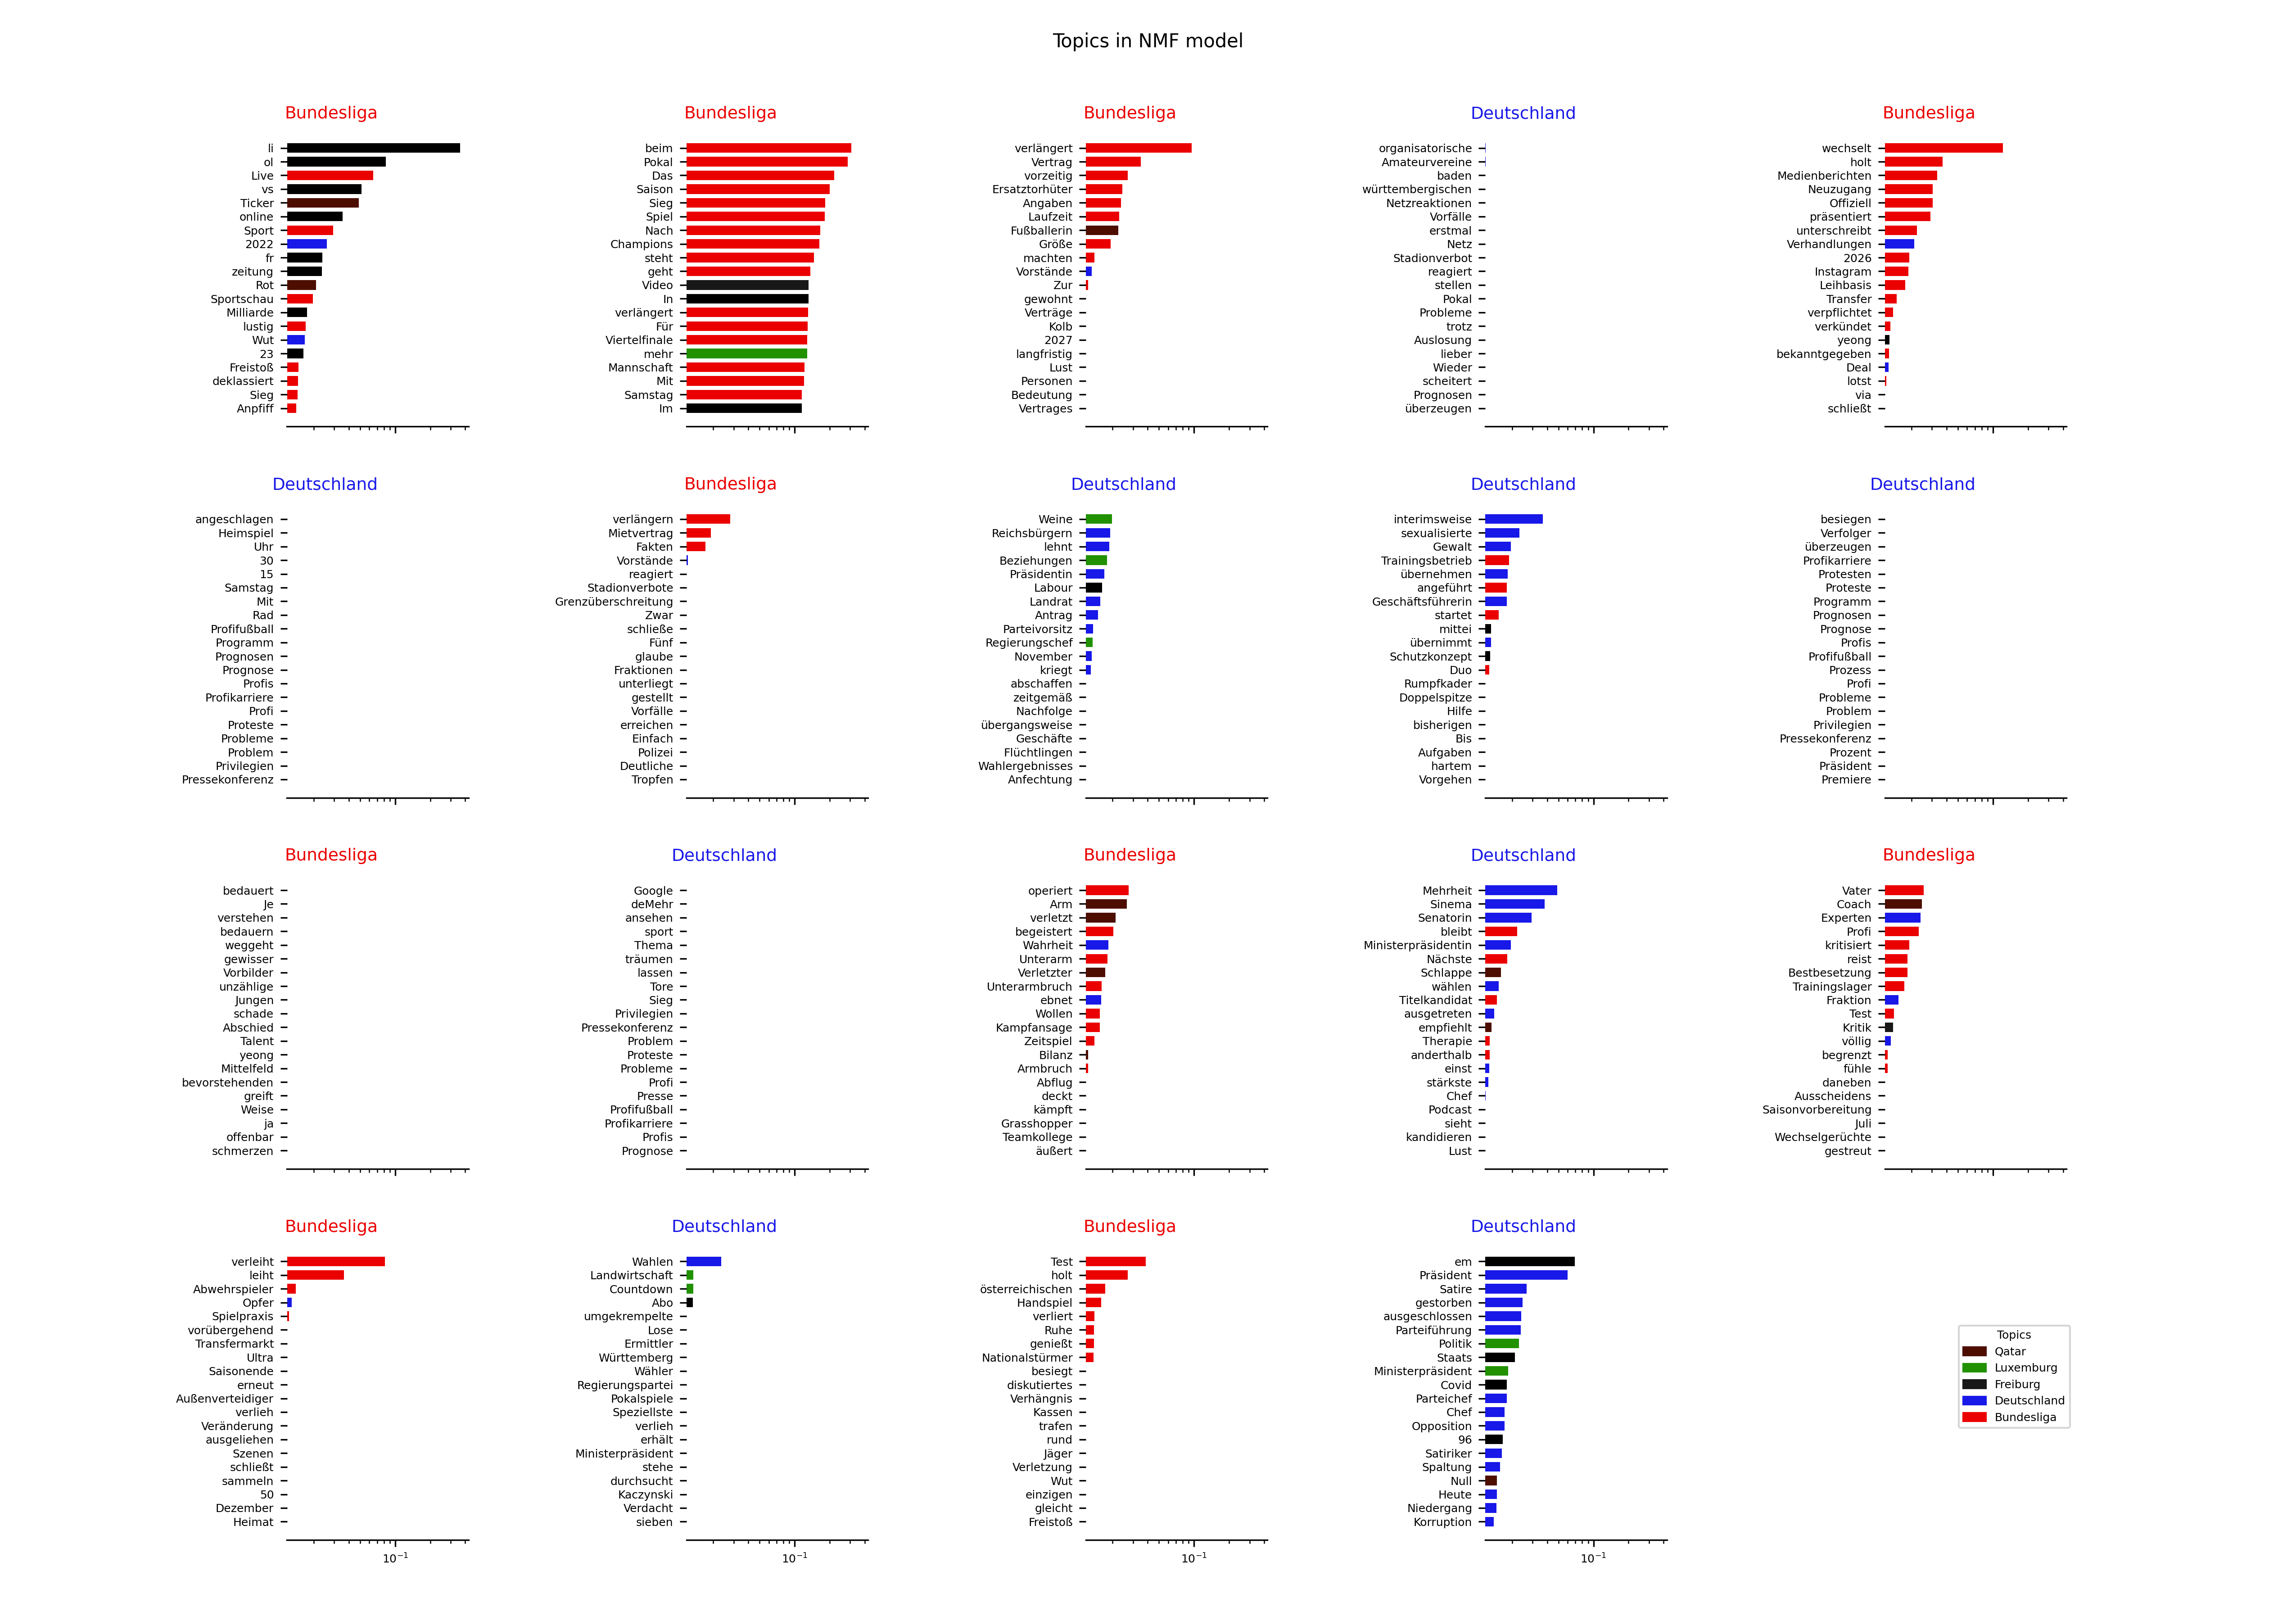 Topics in NMF model
Bundesliga
li
ol
Live
vs
Ticker
online
Sport
2022
fr
zeitung
Rot
Sportschau
Milliarde
lustig
Wut
23
Freistoß
deklassiert
Sieg
Anpfiff
Bundesliga
beim
Pokal
Das
Saison
Sieg
Spiel
Nach
Champions
steht
geht
Video
In
verlängert
Für
Viertelfinale
mehr
Mannschaft
Mit
Samstag
Im
Bundesliga
verlängert
Vertrag
vorzeitig
Ersatztorhüter
Angaben
Laufzeit
Fußballerin
Größe
machten
Vorstände
Zur
gewohnt
Verträge
Kolb
2027
langfristig
Lust
Personen
Bedeutung
Vertrages
Deutschland
organisatorische
Amateurvereine
baden
württembergischen
Netzreaktionen
Vorfälle
erstmal
Netz
Stadionverbot
reagiert
stellen
Pokal
Probleme
trotz
Auslosung
lieber
Wieder
scheitert
Prognosen
überzeugen
Bundesliga
wechselt
holt
Medienberichten
Neuzugang
Offiziell
präsentiert
unterschreibt
Verhandlungen
2026
Instagram
Leihbasis
Transfer
verpflichtet
verkündet
yeong
bekanntgegeben
Deal
lotst
via
schließt
Deutschland
angeschlagen
Heimspiel
Uhr
30
15
Samstag
Mit
Rad
Profifußball
Programm
Prognosen
Prognose
Profis
Profikarriere
Profi
Proteste
Probleme
Problem
Privilegien
Pressekonferenz
Bundesliga
verlängern
Mietvertrag
Fakten
Vorstände
reagiert
Stadionverbote
Grenzüberschreitung
Zwar
schließe
Fünf
glaube
Fraktionen
unterliegt
gestellt
Vorfälle
erreichen
Einfach
Polizei
Deutliche
Tropfen
Deutschland
Weine
Reichsbürgern
lehnt
Beziehungen
Präsidentin
Labour
Landrat
Antrag
Parteivorsitz
Regierungschef
November
kriegt
abschaffen
zeitgemäß
Nachfolge
übergangsweise
Geschäfte
Flüchtlingen
Wahlergebnisses
Anfechtung
Deutschland
interimsweise
sexualisierte
Gewalt
Trainingsbetrieb
übernehmen
angeführt
Geschäftsführerin
startet
mittei
übernimmt
Schutzkonzept
Duo
Rumpfkader
Doppelspitze
Hilfe
bisherigen
Bis
Aufgaben
hartem
Vorgehen
Deutschland
besiegen
Verfolger
überzeugen
Profikarriere
Protesten
Proteste
Programm
Prognosen
Prognose
Profis
Profifußball
Prozess
Profi
Probleme
Problem
Privilegien
Pressekonferenz
Prozent
Präsident
Premiere
Bundesliga
bedauert
Je
verstehen
bedauern
weggeht
gewisser
Vorbilder
unzählige
Jungen
schade
Abschied
Talent
yeong
Mittelfeld
bevorstehenden
greift
Weise
ja
offenbar
schmerzen
Deutschland
Google
deMehr
ansehen
sport
Thema
träumen
lassen
Tore
Sieg
Privilegien
Pressekonferenz
Problem
Proteste
Probleme
Profi
Presse
Profifußball
Profikarriere
Profis
Prognose
Bundesliga
operiert
Arm
verletzt
begeistert
Wahrheit
Unterarm
Verletzter
Unterarmbruch
ebnet
Wollen
Kampfansage
Zeitspiel
Bilanz
Armbruch
Abflug
deckt
kämpft
Grasshopper
Teamkollege
äußert
Deutschland
Mehrheit
Sinema
Senatorin
bleibt
Ministerpräsidentin
Nächste
Schlappe
wählen
Titelkandidat
ausgetreten
empfiehlt
Therapie
anderthalb
einst
stärkste
Chef
Podcast
sieht
kandidieren
Lust
Bundesliga
Vater
Coach
Experten
Profi
kritisiert
reist
Bestbesetzung
Trainingslager
Fraktion
Test
Kritik
völlig
begrenzt
fühle
daneben
Ausscheidens
Saisonvorbereitung
Juli
Wechselgerüchte
gestreut
Bundesliga
verleiht
leiht
Abwehrspieler
Opfer
Spielpraxis
vorübergehend
Transfermarkt
Ultra
Saisonende
erneut
Außenverteidiger
verlieh
Veränderung
ausgeliehen
Szenen
schließt
sammeln
50
Dezember
Heimat
10⁻¹
Deutschland
Wahlen
Landwirtschaft
Countdown
Abo
umgekrempelte
Lose
Ermittler
Württemberg
Wähler
Regierungspartei
Pokalspiele
Speziellste
verlieh
erhält
Ministerpräsident
stehe
durchsucht
Kaczynski
Verdacht
sieben
10⁻¹
Bundesliga
Test
holt
österreichischen
Handspiel
verliert
Ruhe
genießt
Nationalstürmer
besiegt
diskutiertes
Verhängnis
Kassen
trafen
rund
Jäger
Verletzung
Wut
einzigen
gleicht
Freistoß
10⁻¹
Deutschland
em
Präsident
Satire
gestorben
ausgeschlossen
Parteiführung
Politik
Staats
Ministerpräsident
Covid
Parteichef
Chef
Opposition
96
Satiriker
Spaltung
Null
Heute
Niedergang
Korruption
10⁻¹
Topics
Qatar
Luxemburg
Freiburg
Deutschland
Bundesliga